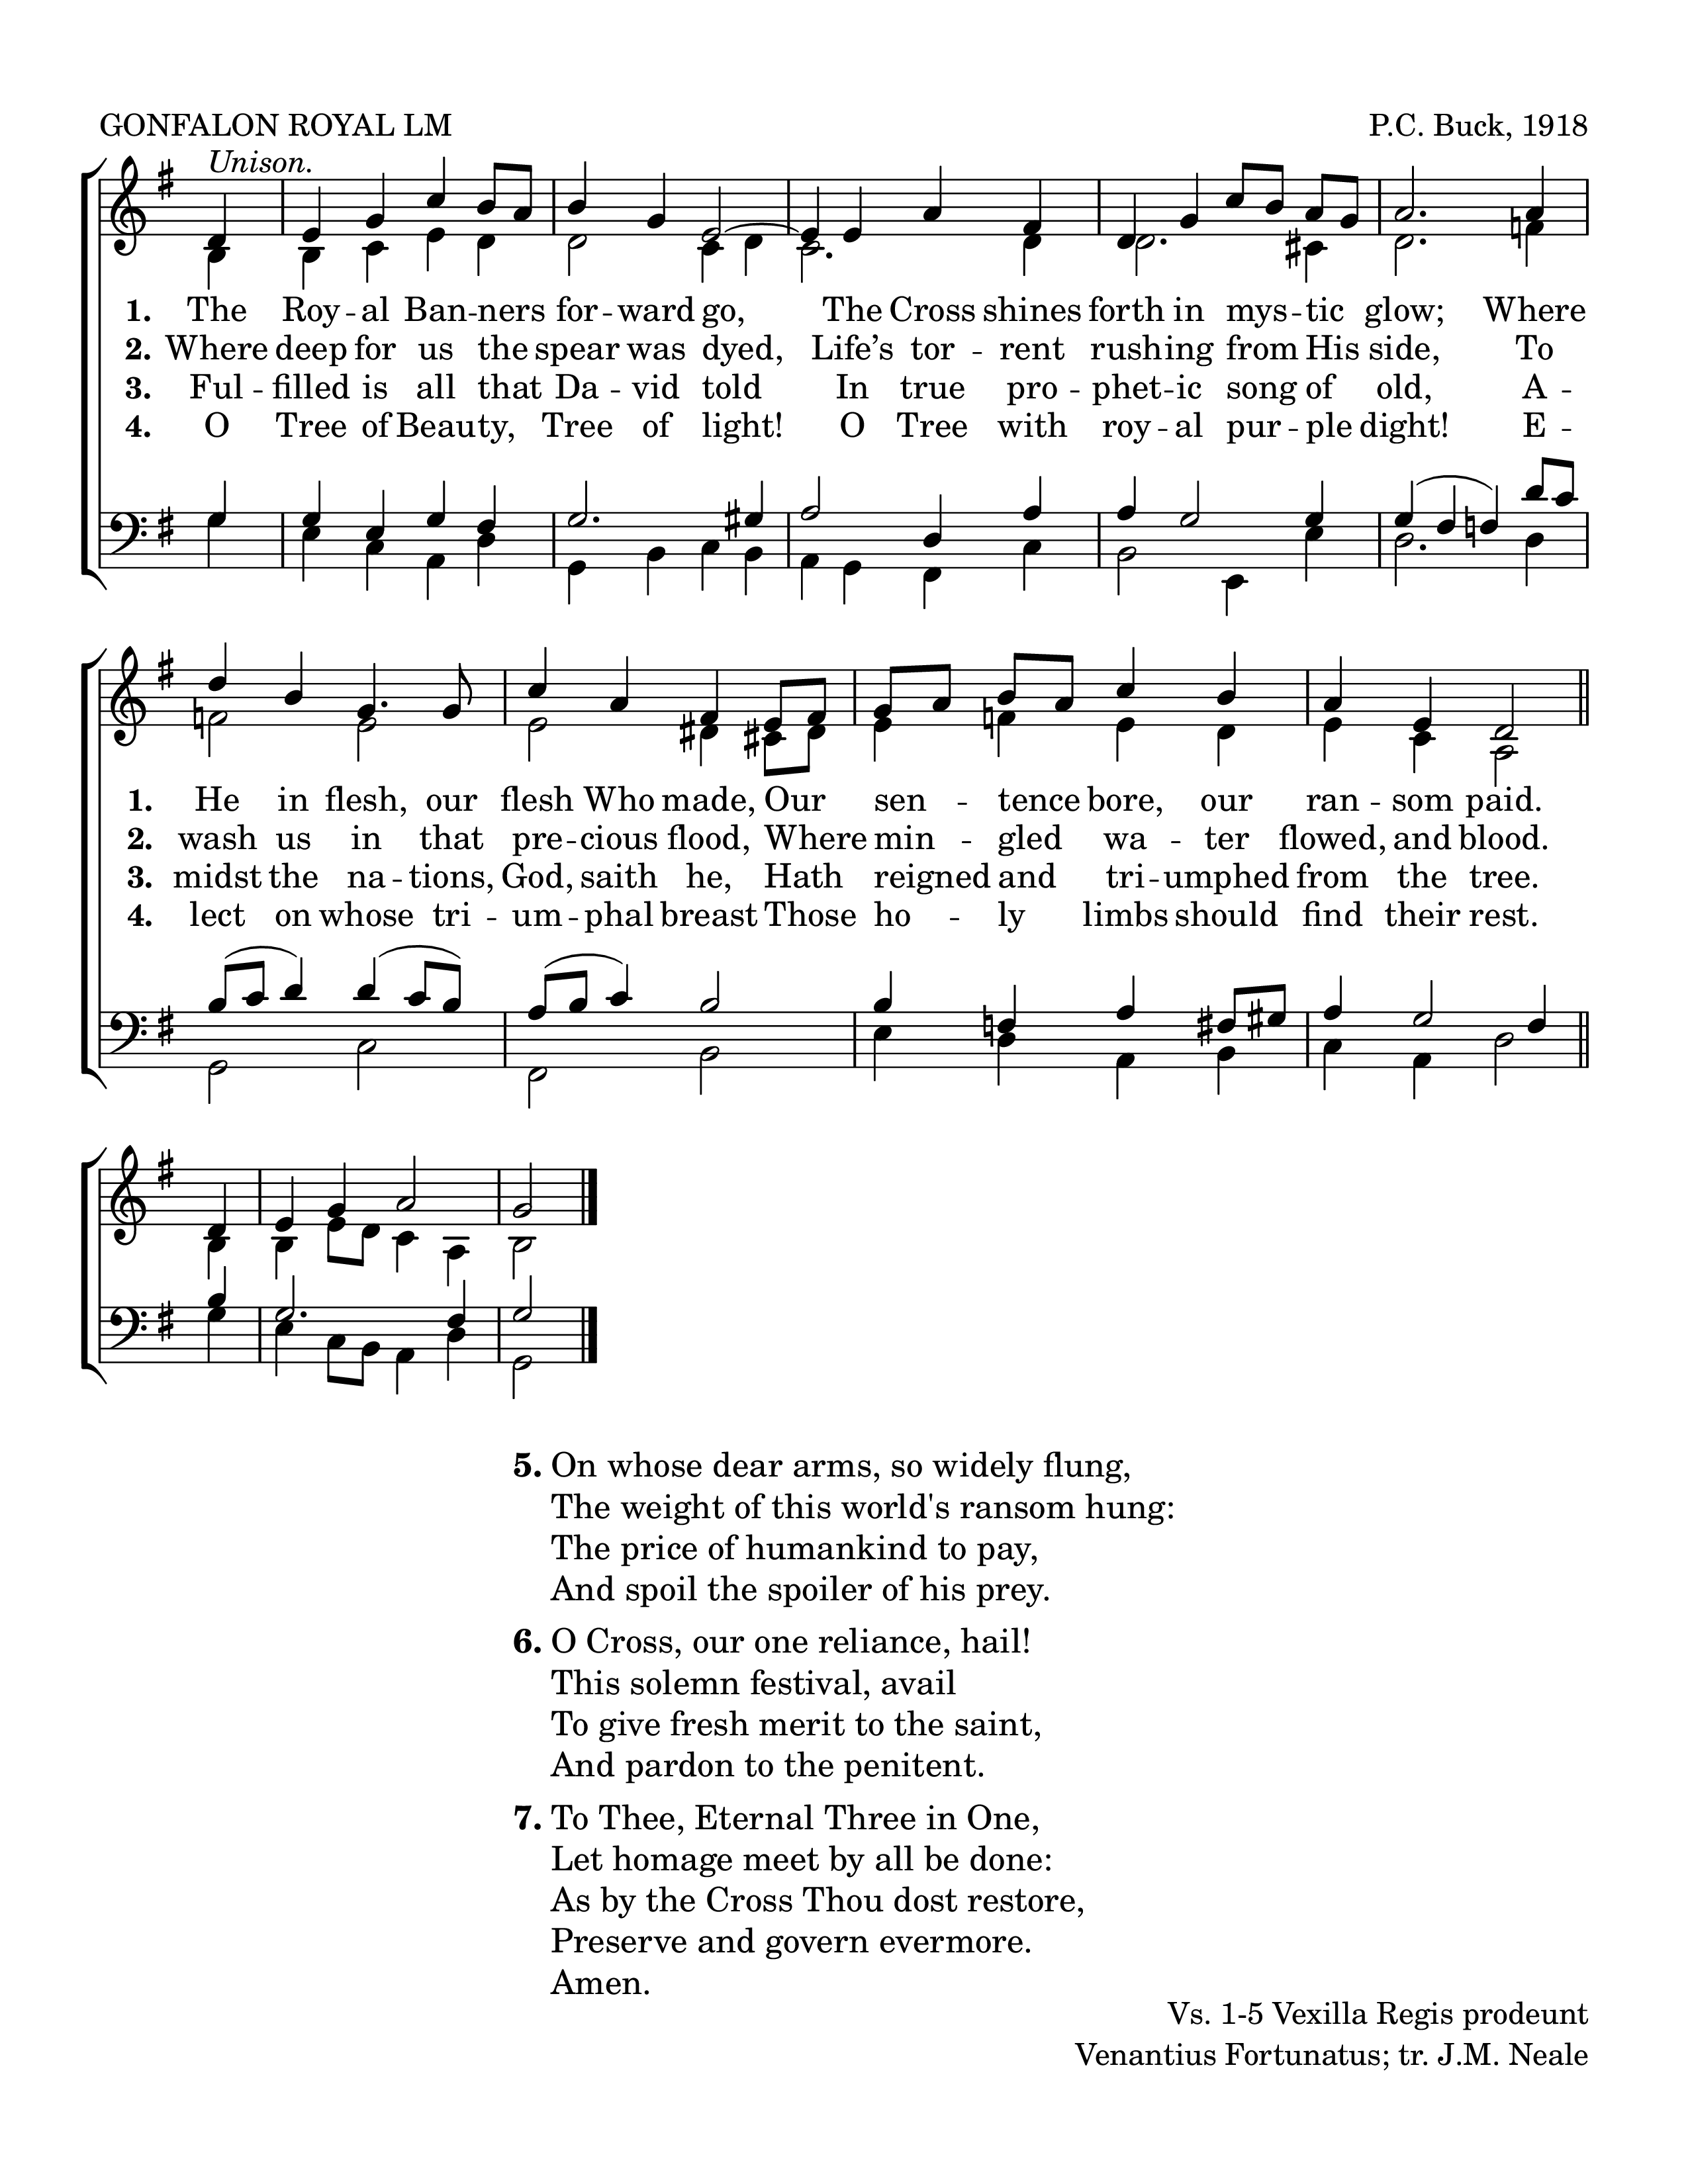 GONFALON ROYAL LM P.C. Buck, 1918
Unison.
1. The Roy -- al Ban -- ners for -- ward go, The Cross shines forth in mys -- tic glow; Where
2. Where deep for us the spear was dyed, Life’s tor -- rent rushing from His side, To
3. Ful -- filled is all that Da -- vid told In true pro -- phet -- ic song of old, A --
4. O Tree of Beauty, Tree of light! O Tree with roy -- al pur -- ple dight! E --
1. He in flesh, our flesh Who made, Our sen -- tence bore, our ran -- som paid.
2. wash us in that pre -- cious flood, Where min -- gled wa -- ter flowed, and blood.
3. midst the na -- tions, God, saith he, Hath reigned and tri -- umphed from the tree.
4. lect on whose tri -- um -- phal breast Those ho -- ly limbs should find their rest.
5. On whose dear arms, so widely flung,
The weight of this world's ransom hung:
The price of humankind to pay,
And spoil the spoiler of his prey.
6. O Cross, our one reliance, hail!
This solemn festival, avail
To give fresh merit to the saint,
And pardon to the penitent.
7. To Thee, Eternal Three in One,
Let homage meet by all be done:
As by the Cross Thou dost restore,
Preserve and govern evermore.
Amen.
Vs. 1-5 Vexilla Regis prodeunt
Venantius Fortunatus; tr. J.M. Neale